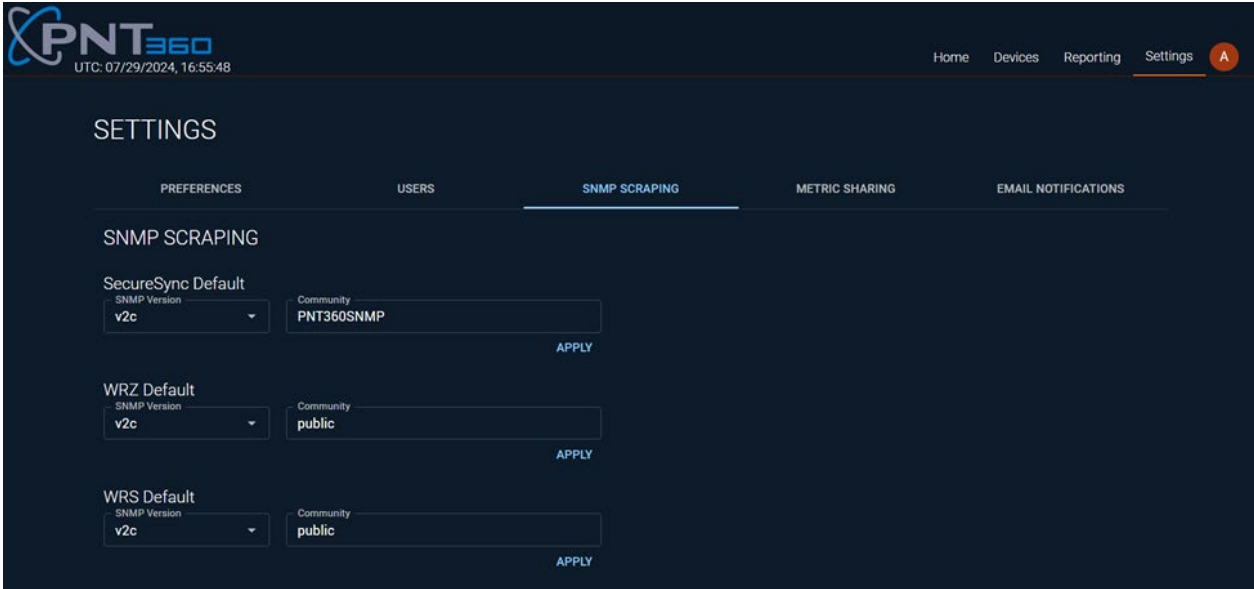 PNT360
UTC: 07/29/2024, 16:55:48
Home Devices Reporting Settings A
SETTINGS
PREFERENCES USERS SNMP SCRAPING METRIC SHARING EMAIL NOTIFICATIONS
SNMP SCRAPING
SecureSync Default
SNMP Version Community
v2c PNT360SNMP
APPLY
WRZ Default
SNMP Version Community
v2c public
APPLY
WRS Default
SNMP Version Community
v2c public
APPLY